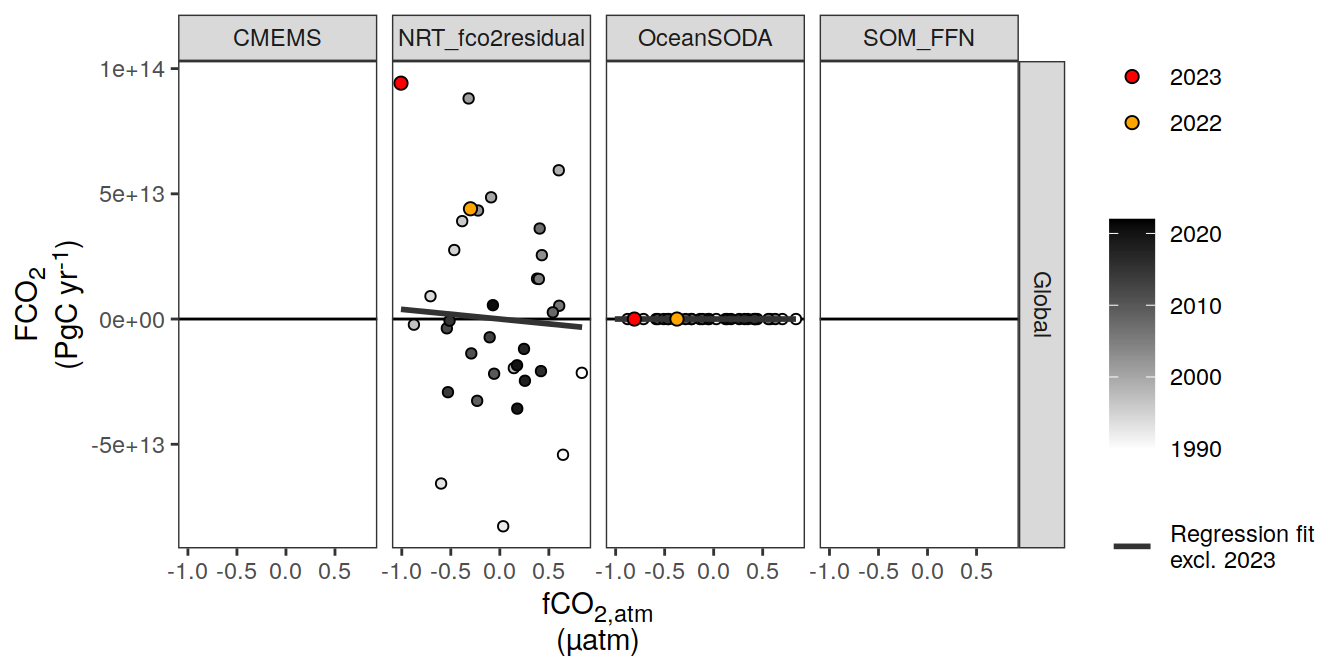 CMEMS NRT_fco2residual OceanSODA SOM_FFN
1e+14
5e+13
0e+00
-5e+13
FCO2
(PgC yr-1)
Global
-1.0 -0.5 0.0 0.5 -1.0 -0.5 0.0 0.5 -1.0 -0.5 0.0 0.5 -1.0 -0.5 0.0 0.5
fCO2,atm
(µatm)
2023
2022
2020
2010
2000
1990
Regression fit
excl. 2023